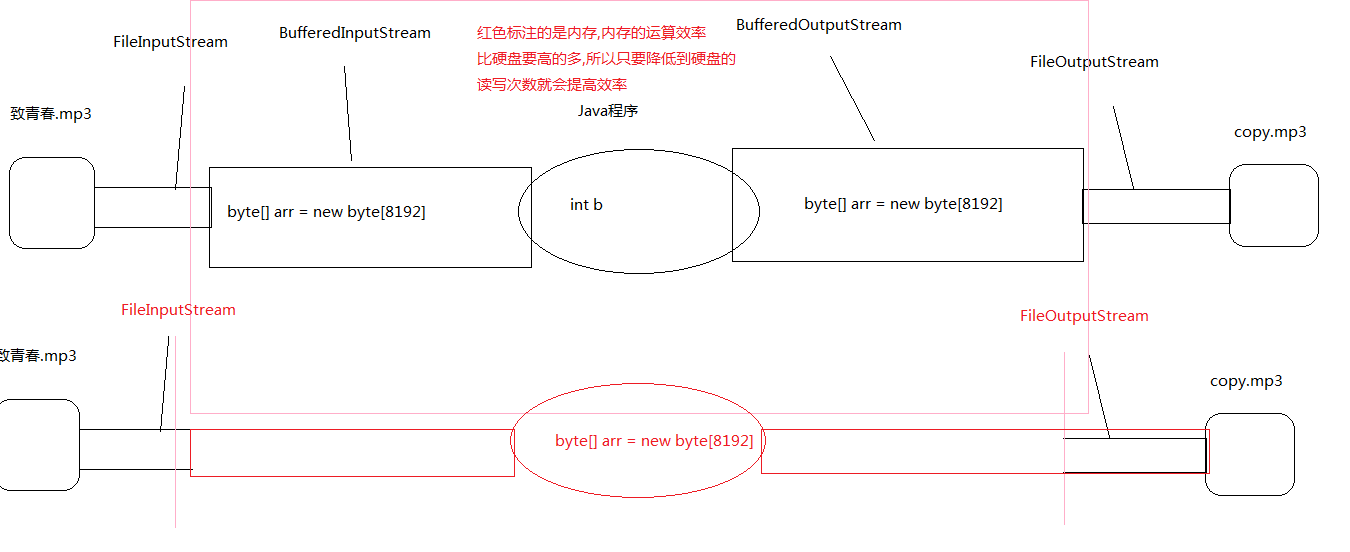 FileInputStream
BufferedInputStream
红色标注的是内存,内存的运算效率
比硬盘要高的多,所以只要降低到硬盘的
读写次数就会提高效率
BufferedOutputStream
FileOutputStream
致青春.mp3
Java程序
copy.mp3
byte[] arr = new byte[8192]
int b
byte[] arr = new byte[8192]
FileInputStream
FileOutputStream
致青春.mp3
copy.mp3
byte[] arr = new byte[8192]